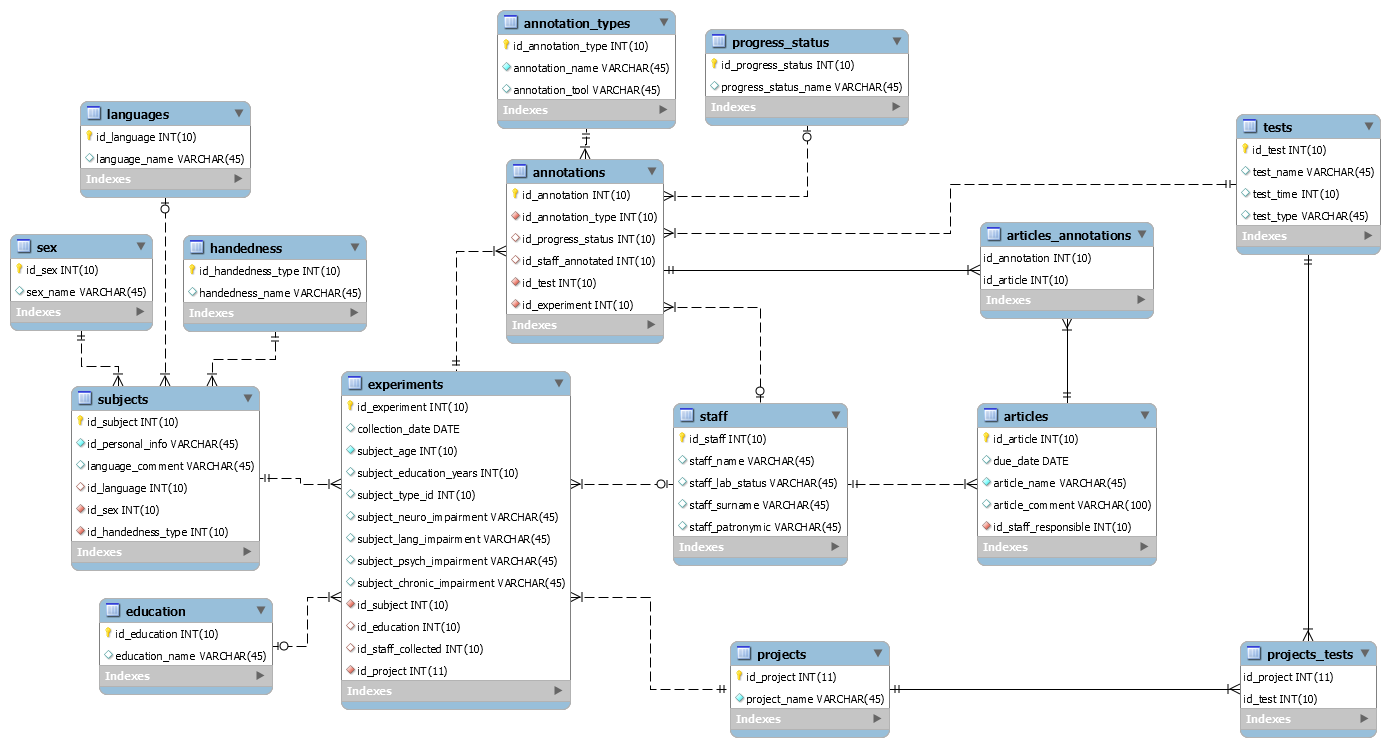 annotation_types
id_annotation_type INT(10)
annotation_name VARCHAR(45)
annotation_tool VARCHAR(45)
Indexes
progress_status
id_progress_status INT(10)
progress_status_name VARCHAR(45)
Indexes
languages
id_language INT(10)
language_name VARCHAR(45)
Indexes
tests
id_test INT(10)
test_name VARCHAR(45)
test_time INT(10)
test_type VARCHAR(45)
Indexes
annotations
id_annotation INT(10)
id_annotation_type INT(10)
id_progress_status INT(10)
id_staff_annotated INT(10)
id_test INT(10)
id_experiment INT(10)
Indexes
articles_annotations
id_annotation INT(10)
id_article INT(10)
Indexes
sex
id_sex INT(10)
sex_name VARCHAR(45)
Indexes
handedness
id_handedness_type INT(10)
handedness_name VARCHAR(45)
Indexes
subjects
id_subject INT(10)
id_personal_info VARCHAR(45)
language_comment VARCHAR(45)
id_language INT(10)
id_sex INT(10)
id_handedness_type INT(10)
Indexes
experiments
id_experiment INT(10)
collection_date DATE
subject_age INT(10)
subject_education_years INT(10)
subject_type_id INT(10)
subject_neuro_impairment VARCHAR(45)
subject_lang_impairment VARCHAR(45)
subject_psych_impairment VARCHAR(45)
subject_chronic_impairment VARCHAR(45)
id_subject INT(10)
id_education INT(10)
id_staff_collected INT(10)
id_project INT(11)
Indexes
staff
id_staff INT(10)
staff_name VARCHAR(45)
staff_lab_status VARCHAR(45)
staff_surname VARCHAR(45)
staff_patronymic VARCHAR(45)
Indexes
articles
id_article INT(10)
due_date DATE
article_name VARCHAR(45)
article_comment VARCHAR(100)
id_staff_responsible INT(10)
Indexes
education
id_education INT(10)
education_name VARCHAR(45)
Indexes
projects
id_project INT(11)
project_name VARCHAR(45)
Indexes
projects_tests
id_project INT(11)
id_test INT(10)
Indexes